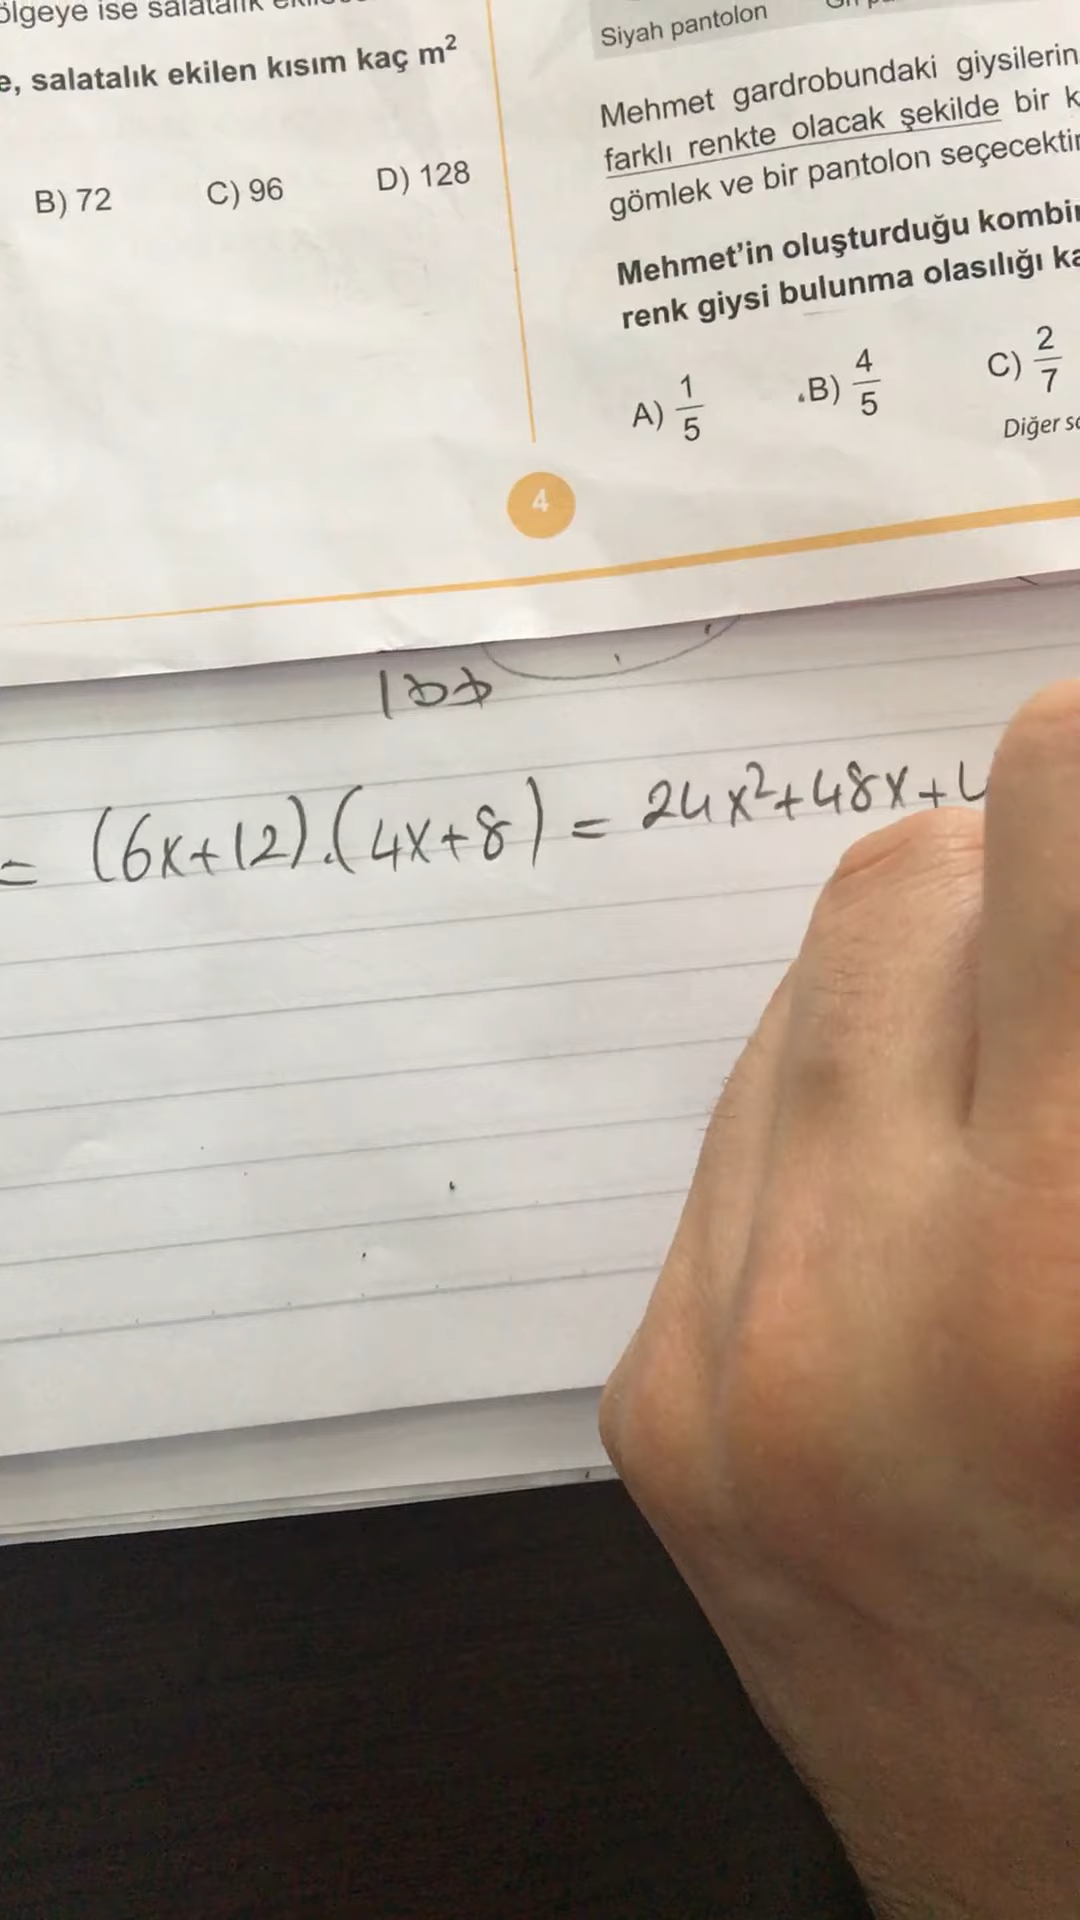 ölgeye ise salatalık
e, salatalık ekilen kısım kaç m²
B) 72 C) 96 D) 128
Siyah pantolon
Mehmet gardrobundaki giysilerin
farklı renkte olacak şekilde bir k
gömlek ve bir pantolon seçecektir
Mehmet'in oluşturduğu kombin
renk giysi bulunma olasılığı ka
A) 1/5 B) 4/5 C) 2/7
Diğer
4
= (6x+12).(4x+8) = 24x²+48x+